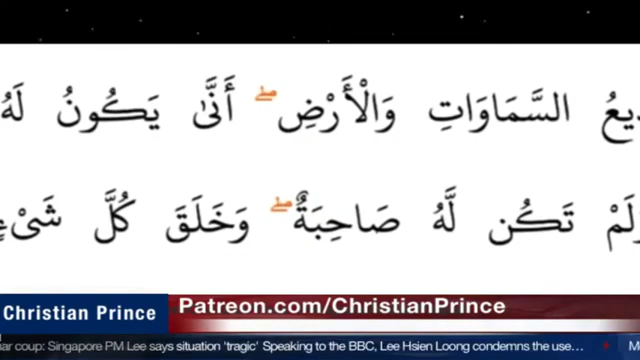 السَّمَاوَاتِ وَالْأَرْضِ ۖ أَنَّىٰ يَكُونُ لَهُ
وَلَمْ تَكُن لَّهُ صَاحِبَةٌ ۖ وَخَلَقَ كُلَّ شَيْءٍ
Christian Prince
Patreon.com/ChristianPrince
coup: Singapore PM Lee says situation 'tragic' Speaking to the BBC, Lee Hsien Loong condemns the use…